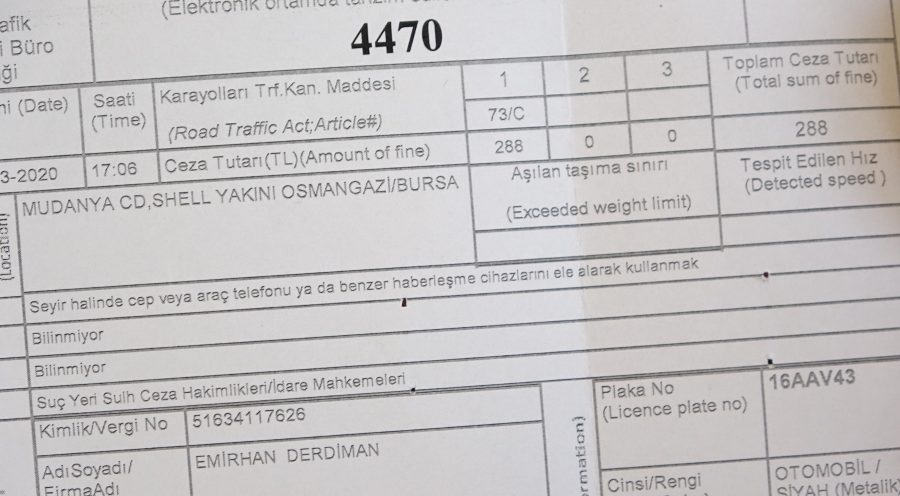 (Elektronik ortamda
afik
i Büro
ği
4470
ni (Date)
Saati
(Time)
Karayolları Trf.Kan. Maddesi
(Road Traffic Act;Article#)
1
2
3
Toplam Ceza Tutarı
(Total sum of fine)
73/C
3-2020
17:06
Ceza Tutarı(TL)(Amount of fine)
288
0
0
288
(Location)
MUDANYA CD,SHELL YAKINI OSMANGAZİ/BURSA
Aşılan taşıma sınırı
(Exceeded weight limit)
Tespit Edilen Hız
(Detected speed )
Seyir halinde cep veya araç telefonu ya da benzer haberleşme cihazlarını ele alarak kullanmak
Bilinmiyor
Bilinmiyor
Suç Yeri Sulh Ceza Hakimlikleri/İdare Mahkemeleri
Kimlik/Vergi No
51634117626
AdıSoyadı/
FirmaAdı
EMİRHAN DERDİMAN
rmation)
Plaka No
(Licence plate no)
16AAV43
Cinsi/Rengi
OTOMOBİL /
SİYAH (Metalik)